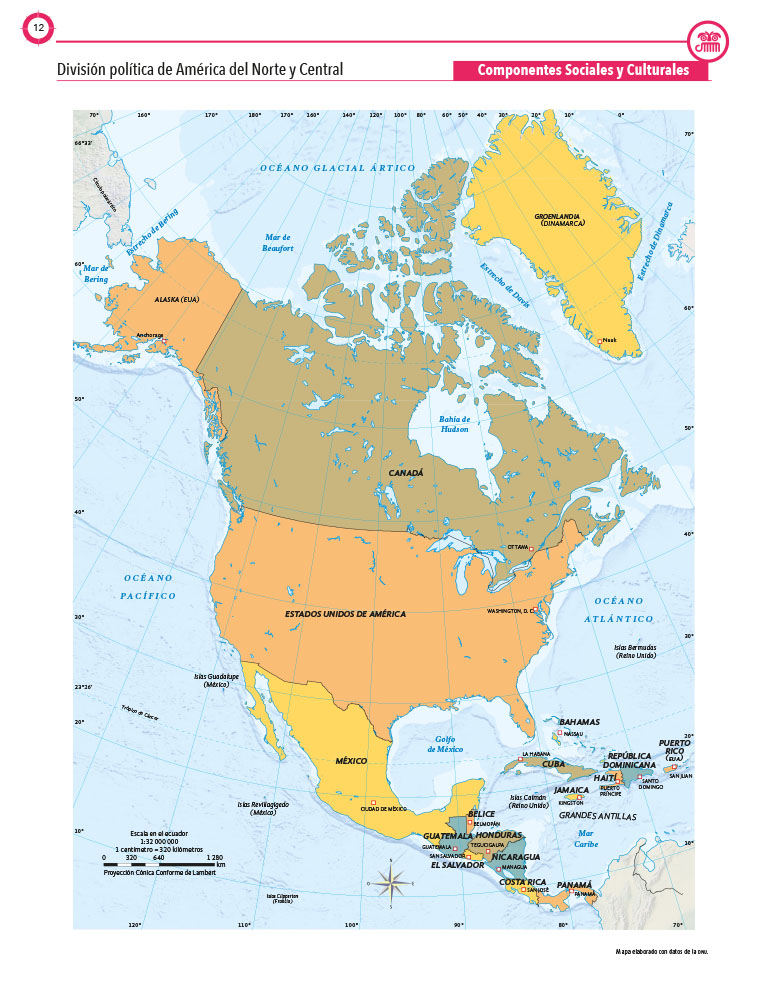 12
División política de América del Norte y Central
Componentes Sociales y Culturales
70° 160° 170° 180° 170° 160° 140° 120° 100° 80° 60° 50° 40° 30° 20° 10° 0°
70°
66°33'
OCÉANO GLACIAL ÁRTICO
Círculo polar ártico
Estrecho de Bering
Mar de
Beaufort
GROENLANDIA
(DINAMARCA)
Estrecho de Dinamarca
60°
Mar de
Bering
Estrecho de Davis
ALASKA (EUA)
60°
Anchorage
Nuuk
50°
Bahía de
Hudson
50°
CANADÁ
40°
40°
OTTAWA
OCÉANO
PACÍFICO
WASHINGTON, D. C.
OCÉANO
ATLÁNTICO
ESTADOS UNIDOS DE AMÉRICA
30°
30°
Islas Bermudas
(Reino Unido)
Islas Guadalupe
(México)
23°26'
Trópico de Cáncer
20°
BAHAMAS
NASSAU
20°
Golfo
de México
LA HABANA
CUBA
REPÚBLICA
DOMINICANA
PUERTO
RICO
(EUA)
MÉXICO
HAITÍ
SAN JUAN
SANTO
DOMINGO
PUERTO
PRÍNCIPE
JAMAICA
KINGSTON
Islas Caimán
(Reino Unido)
Islas Revillagigedo
(México)
CIUDAD DE MÉXICO
GRANDES ANTILLAS
BELICE
BELMOPÁN
10°
Mar
Caribe
10°
GUATEMALA
HONDURAS
GUATEMALA
TEGUCIGALPA
SAN SALVADOR
NICARAGUA
EL SALVADOR
MANAGUA
Escala en el ecuador
1:32 000 000
1 centímetro = 320 kilómetros
0 320 640 1 280
km
Proyección Cónica Conforme de Lambert
N
O E
S
COSTA RICA
SAN JOSÉ
PANAMÁ
PANAMÁ
Isla Clipperton
(Francia)
120° 110° 100° 90° 80° 70°
Mapa elaborado con datos de la ONU.